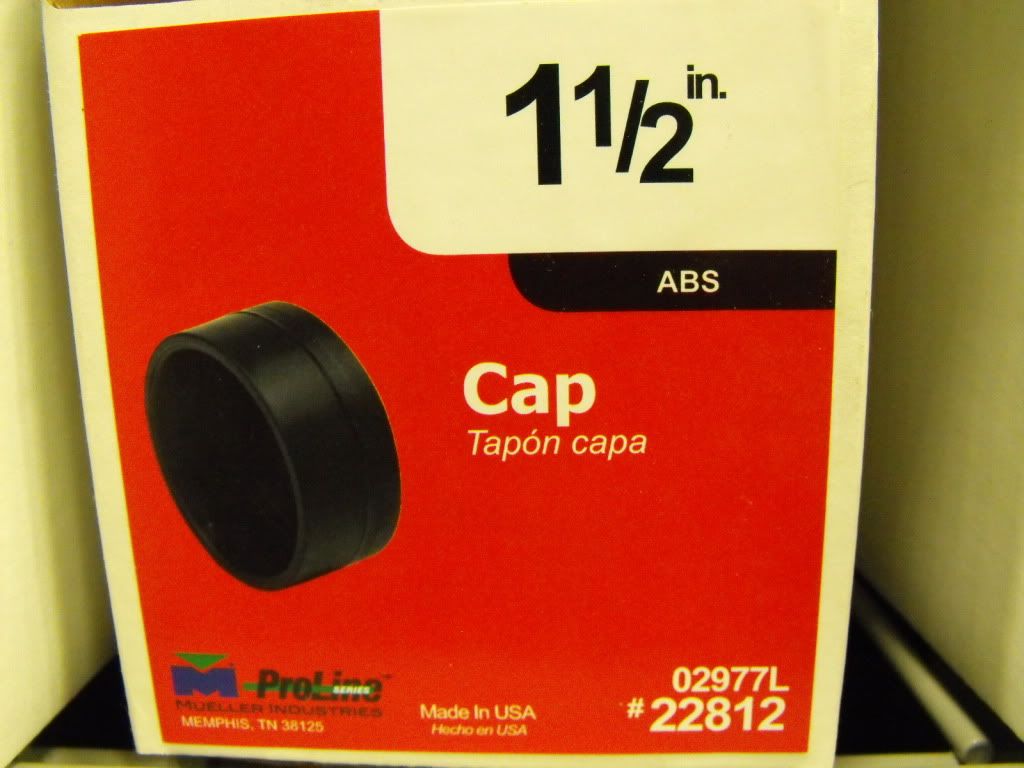 1 1/2 in.
ABS
Cap
Tapón capa
M ProLine™
SERIES
MUELLER INDUSTRIES
MEMPHIS, TN 38125
Made In USA
Hecho en USA
02977L
# 22812